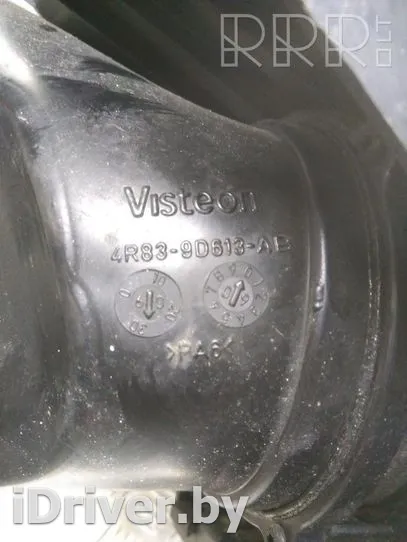 RRR.LT
Visteon
4R83-9D613-AB
>PA6<
iDriver.by